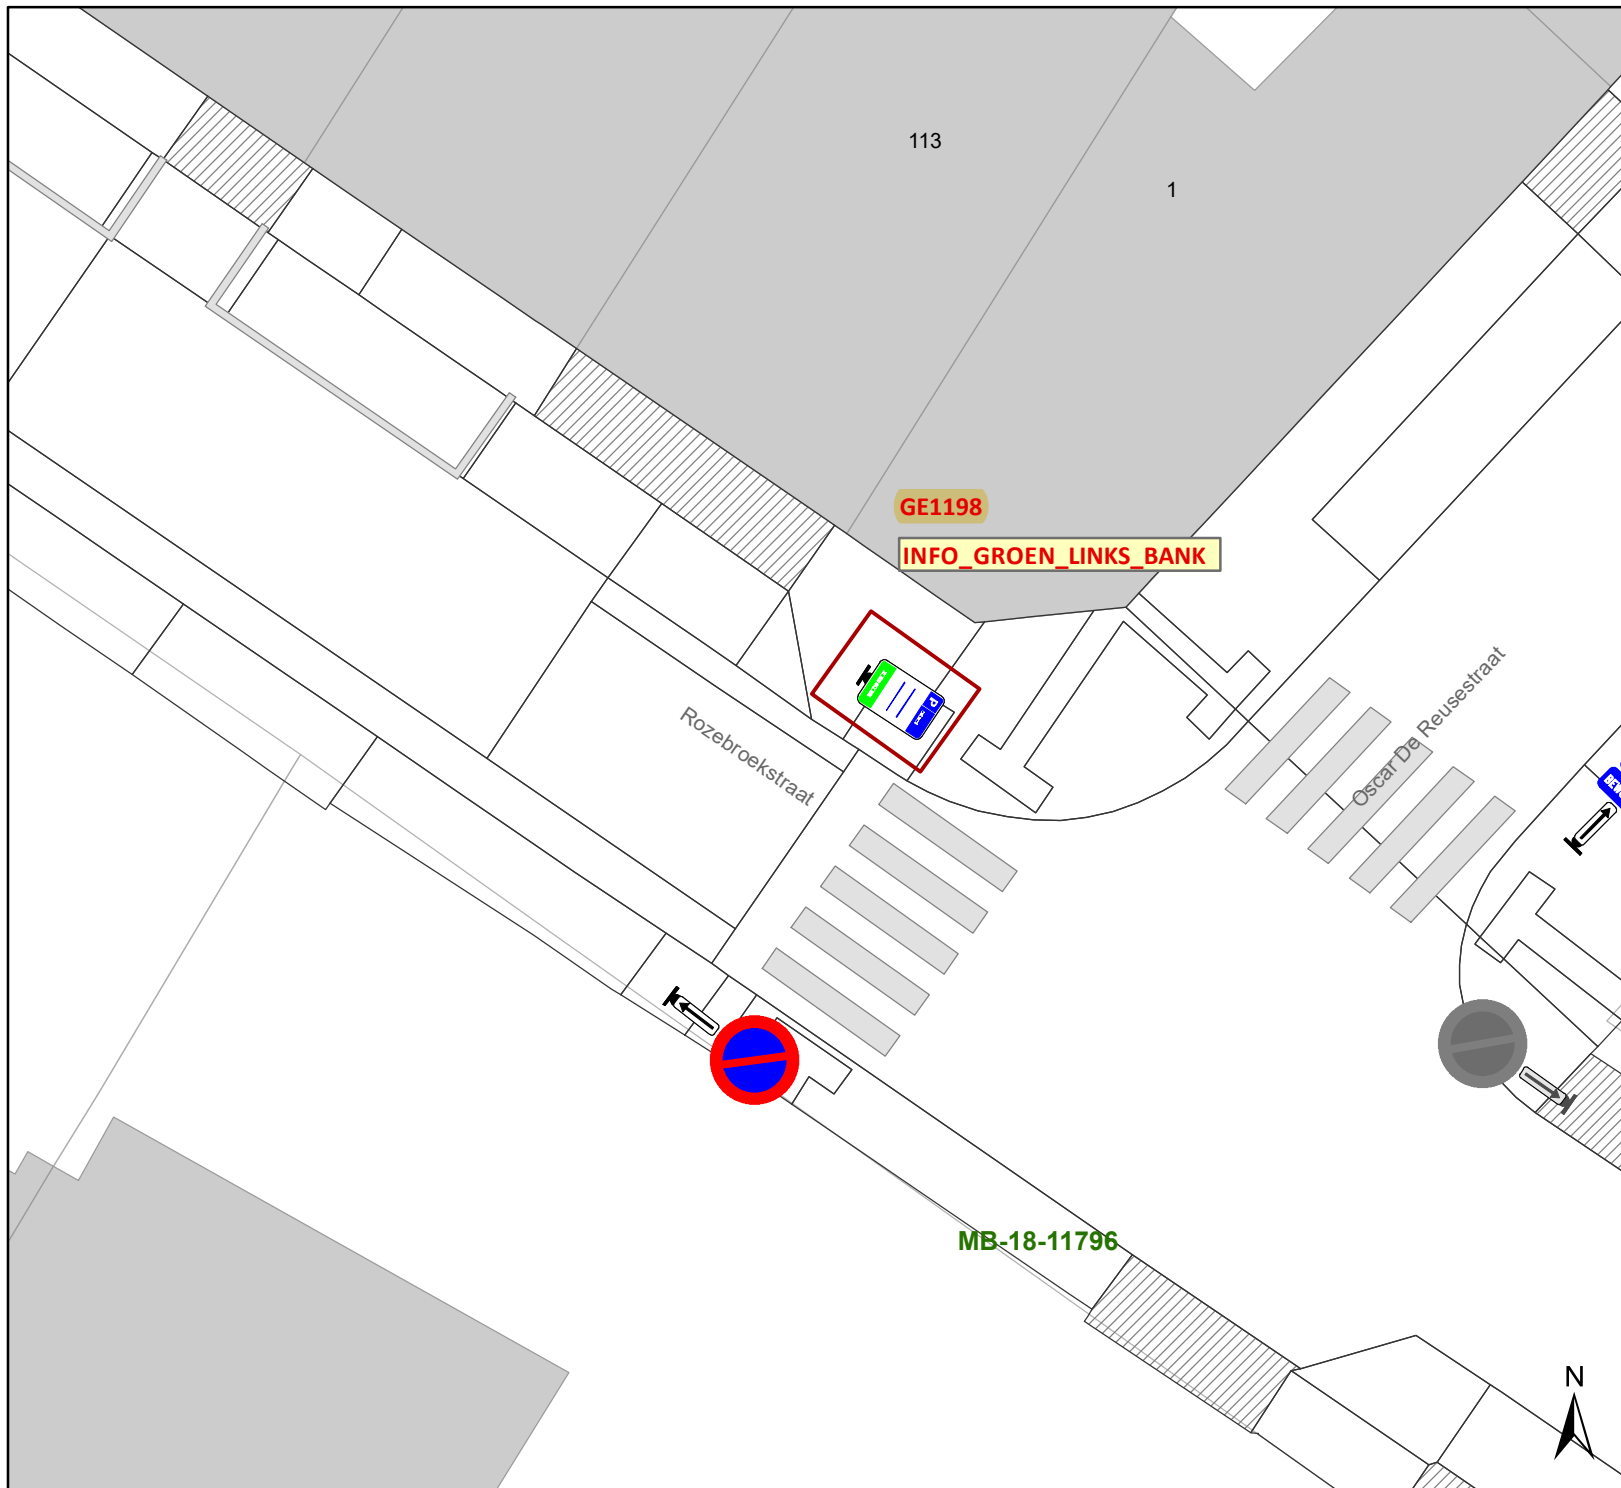 113
1
GE1198
INFO_GROEN_LINKS_BANK
Rozebroekstraat
Oscar De Reusestraat
P
MB-18-11796
N